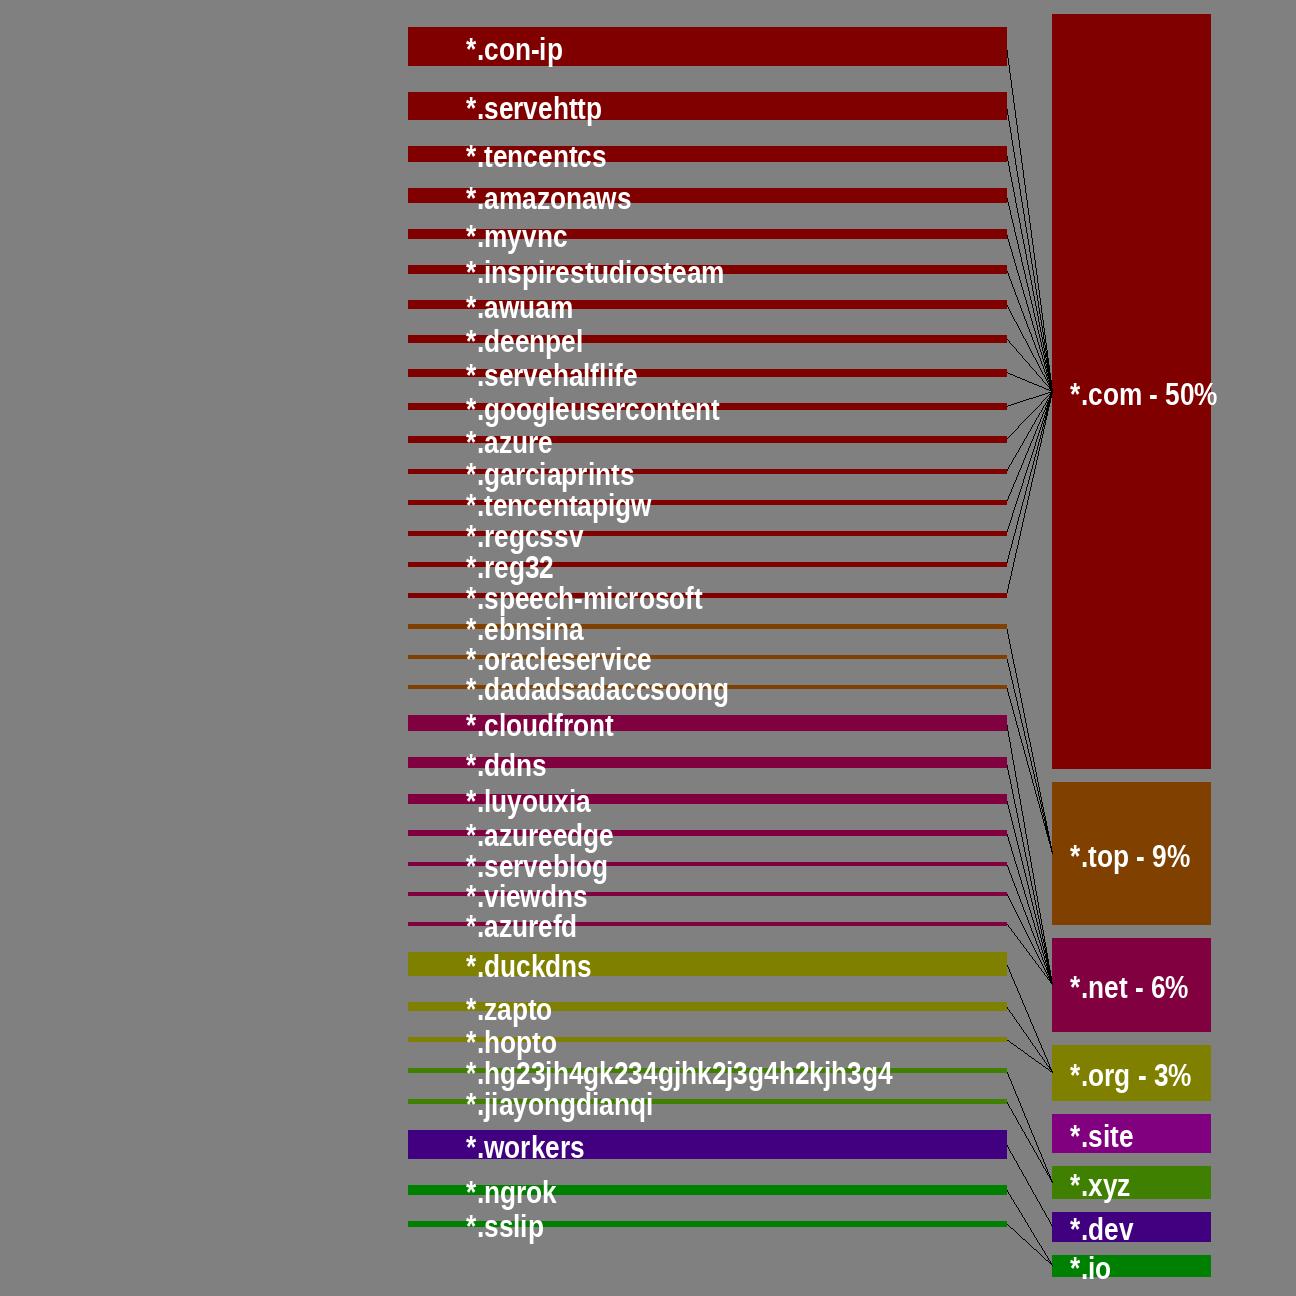 *.con-ip
*.servehttp
*.tencentcs
*.amazonaws
*.myvnc
*.inspirestudiosteam
*.awuam
*.deenpel
*.servehalflife
*.googleusercontent
*.azure
*.garciaprints
*.tencentapigw
*.regcssv
*.reg32
*.speech-microsoft
*.ebnsina
*.oracleservice
*.dadadsadaccsoong
*.cloudfront
*.ddns
*.luyouxia
*.azureedge
*.serveblog
*.viewdns
*.azurefd
*.duckdns
*.zapto
*.hopto
*.hg23jh4gk234gjhk2j3g4h2kjh3g4
*.jiayongdianqi
*.workers
*.ngrok
*.sslip
*.com - 50%
*.top - 9%
*.net - 6%
*.org - 3%
*.site
*.xyz
*.dev
*.io